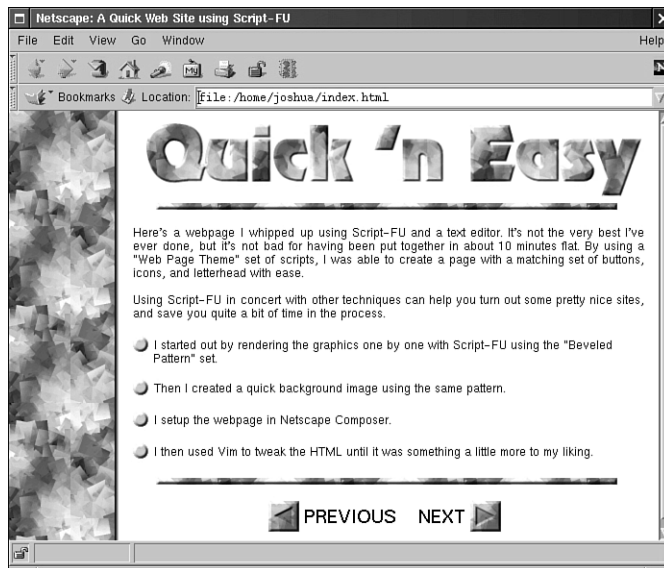 Netscape: A Quick Web Site using Script-FU
File Edit View Go Window Help
My
N
Bookmarks Location: file:/home/joshua/index.html
Quick 'n Easy
Here's a webpage I whipped up using Script-FU and a text editor. It's not the very best I've
ever done, but it's not bad for having been put together in about 10 minutes flat. By using a
"Web Page Theme" set of scripts, I was able to create a page with a matching set of buttons,
icons, and letterhead with ease.
Using Script-FU in concert with other techniques can help you turn out some pretty nice sites,
and save you quite a bit of time in the process.
I started out by rendering the graphics one by one with Script-FU using the "Beveled
Pattern" set.
Then I created a quick background image using the same pattern.
I setup the webpage in Netscape Composer.
I then used Vim to tweak the HTML until it was something a little more to my liking.
PREVIOUS NEXT